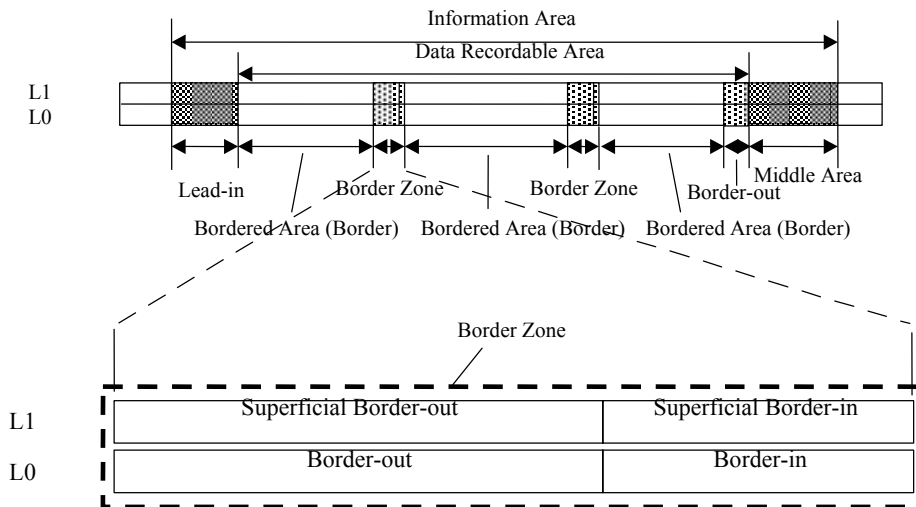 Information Area
Data Recordable Area
L1
L0
Lead-in
Border Zone
Border Zone
Border-out
Middle Area
Bordered Area (Border)
Bordered Area (Border)
Bordered Area (Border)
Border Zone
L1
Superficial Border-out
Superficial Border-in
L0
Border-out
Border-in